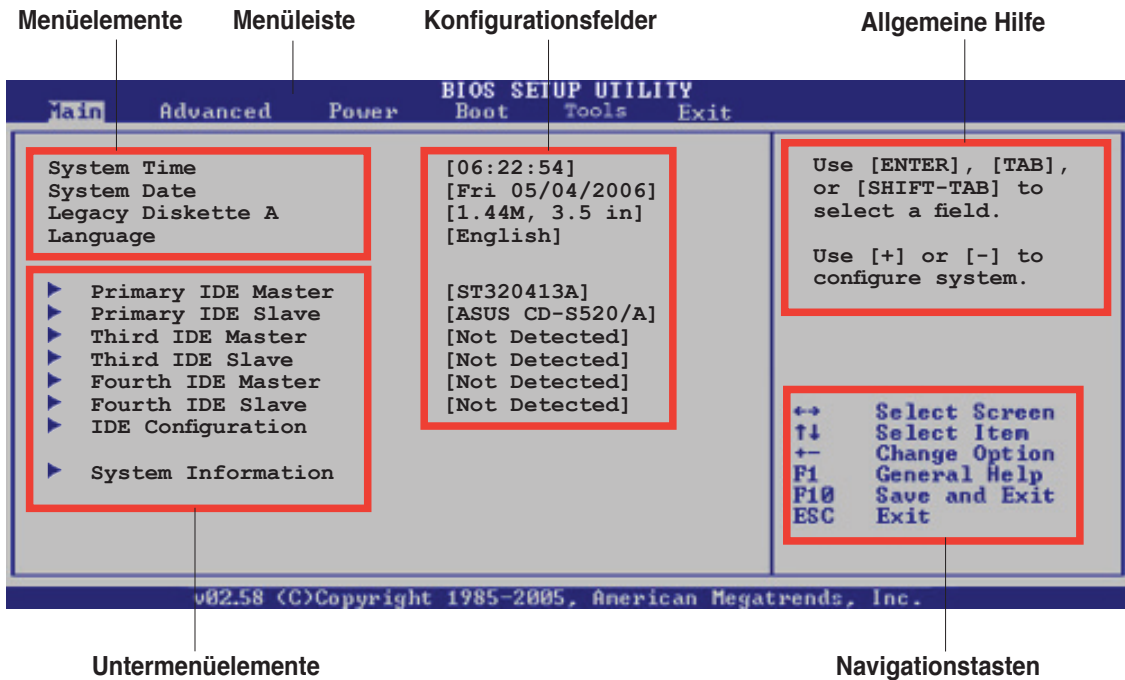 Menüelemente Menüleiste Konfigurationsfelder Allgemeine Hilfe
BIOS SETUP UTILITY
Main Advanced Power Boot Tools Exit
System Time [06:22:54]
System Date [Fri 05/04/2006]
Legacy Diskette A [1.44M, 3.5 in]
Language [English]
Primary IDE Master [ST320413A]
Primary IDE Slave [ASUS CD-S520/A]
Third IDE Master [Not Detected]
Third IDE Slave [Not Detected]
Fourth IDE Master [Not Detected]
Fourth IDE Slave [Not Detected]
IDE Configuration
System Information
Use [ENTER], [TAB],
or [SHIFT-TAB] to
select a field.
Use [+] or [-] to
configure system.
←→ Select Screen
↑↓ Select Item
+- Change Option
F1 General Help
F10 Save and Exit
ESC Exit
v02.58 (C)Copyright 1985-2005, American Megatrends, Inc.
Untermenüelemente Navigationstasten